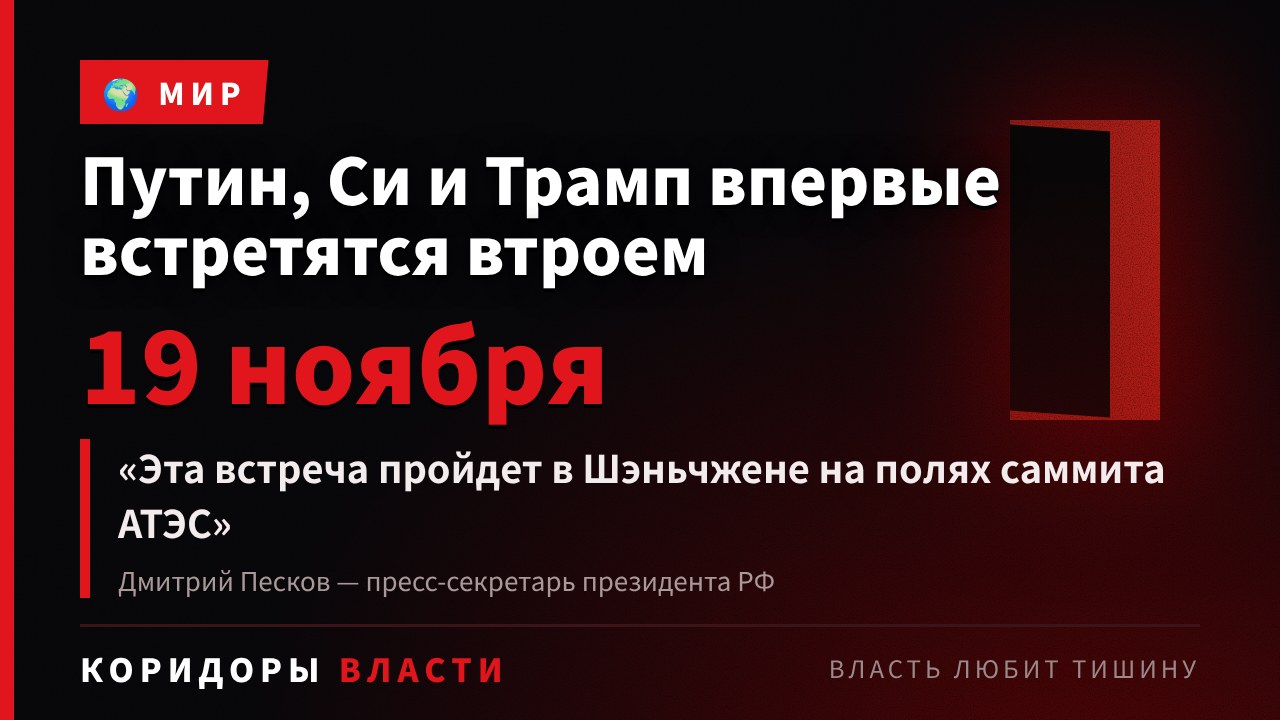 🌍 МИР
Путин, Си и Трамп впервые
встретятся втроем
19 ноября
«Эта встреча пройдет в Шэньчжене на полях саммита
АТЭС»
Дмитрий Песков — пресс-секретарь президента РФ
КОРИДОРЫ ВЛАСТИ
ВЛАСТЬ ЛЮБИТ ТИШИНУ